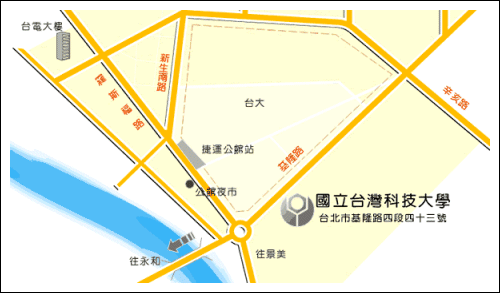 台電大樓
羅斯福路
新生南路
台大
辛亥路
捷運公館站
基隆路
公館夜市
國立台灣科技大學
台北市基隆路四段四十三號
往永和
往景美